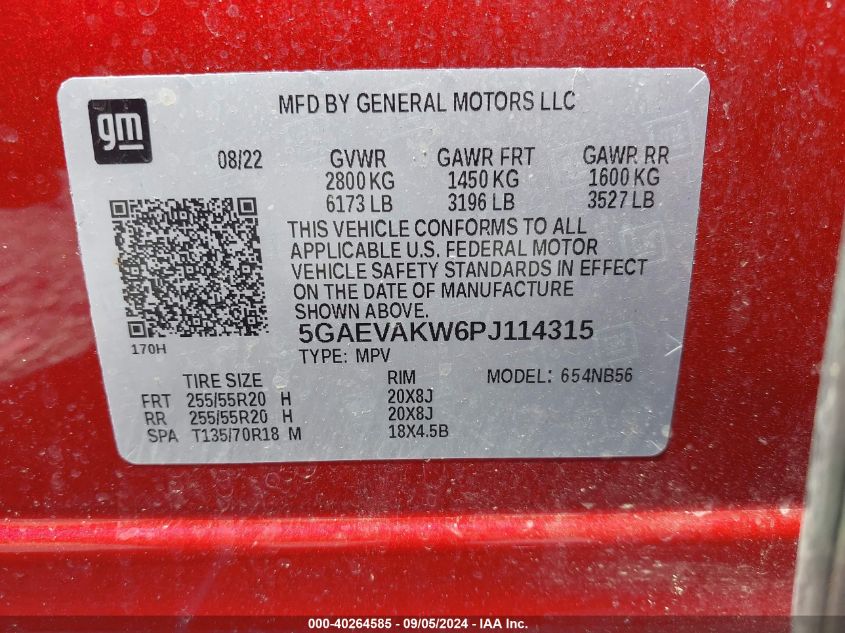 gm
MFD BY GENERAL MOTORS LLC
08/22 GVWR GAWR FRT GAWR RR
2800 KG 1450 KG 1600 KG
6173 LB 3196 LB 3527 LB
THIS VEHICLE CONFORMS TO ALL
APPLICABLE U.S. FEDERAL MOTOR
VEHICLE SAFETY STANDARDS IN EFFECT
ON THE DATE OF MANUFACTURE
SHOWN ABOVE.
170H
5GAEVAKW6PJ114315
TYPE: MPV
TIRE SIZE RIM MODEL: 654NB56
FRT 255/55R20 H 20X8J
RR 255/55R20 H 20X8J
SPA T135/70R18 M 18X4.5B
000-40264585 - 09/05/2024 - IAA Inc.